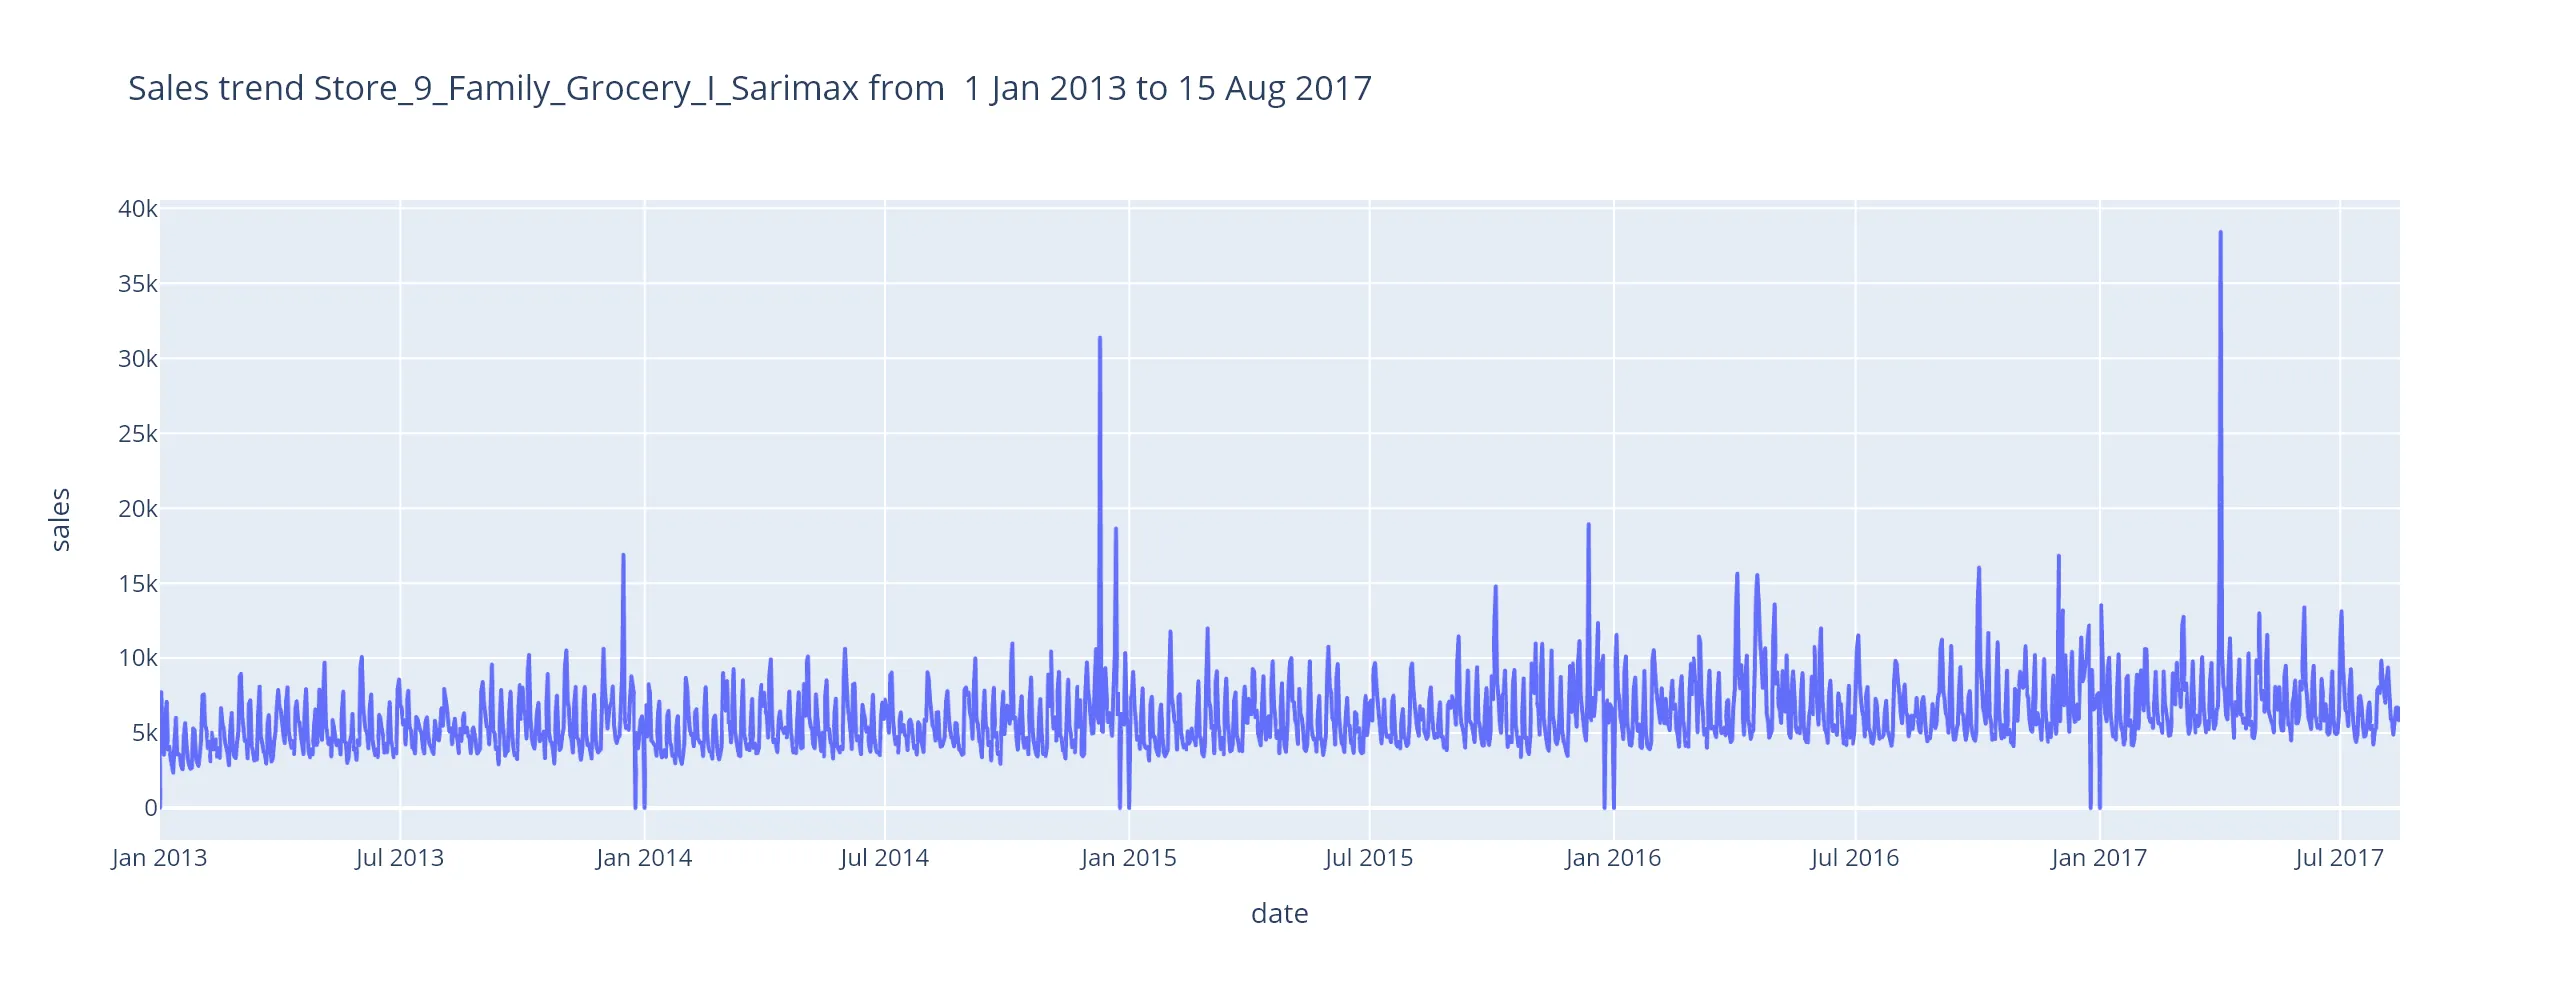 Sales trend Store_9_Family_Grocery_I_Sarimax from  1 Jan 2013 to 15 Aug 2017
40k
35k
30k
25k
20k
15k
10k
5k
0
sales
Jan 2013 Jul 2013 Jan 2014 Jul 2014 Jan 2015 Jul 2015 Jan 2016 Jul 2016 Jan 2017 Jul 2017
date